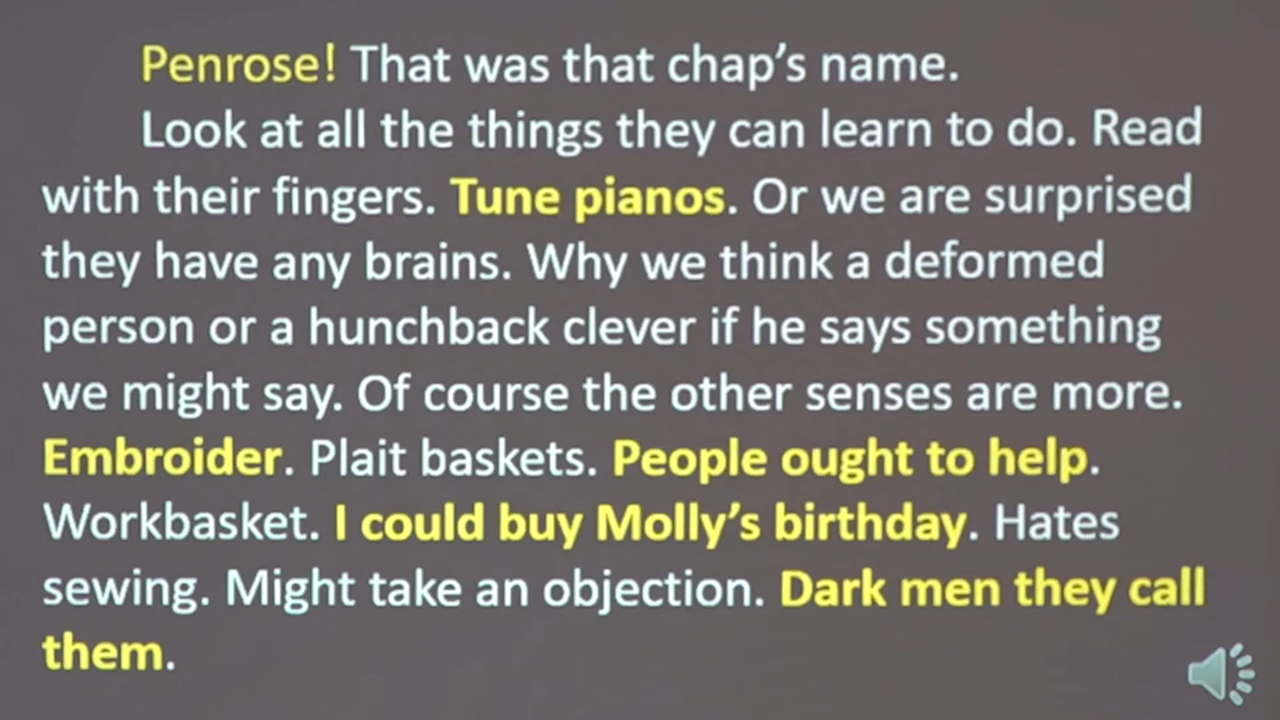 Penrose! That was that chap’s name.
Look at all the things they can learn to do. Read
with their fingers. Tune pianos. Or we are surprised
they have any brains. Why we think a deformed
person or a hunchback clever if he says something
we might say. Of course the other senses are more.
Embroider. Plait baskets. People ought to help.
Workbasket. I could buy Molly’s birthday. Hates
sewing. Might take an objection. Dark men they call
them.